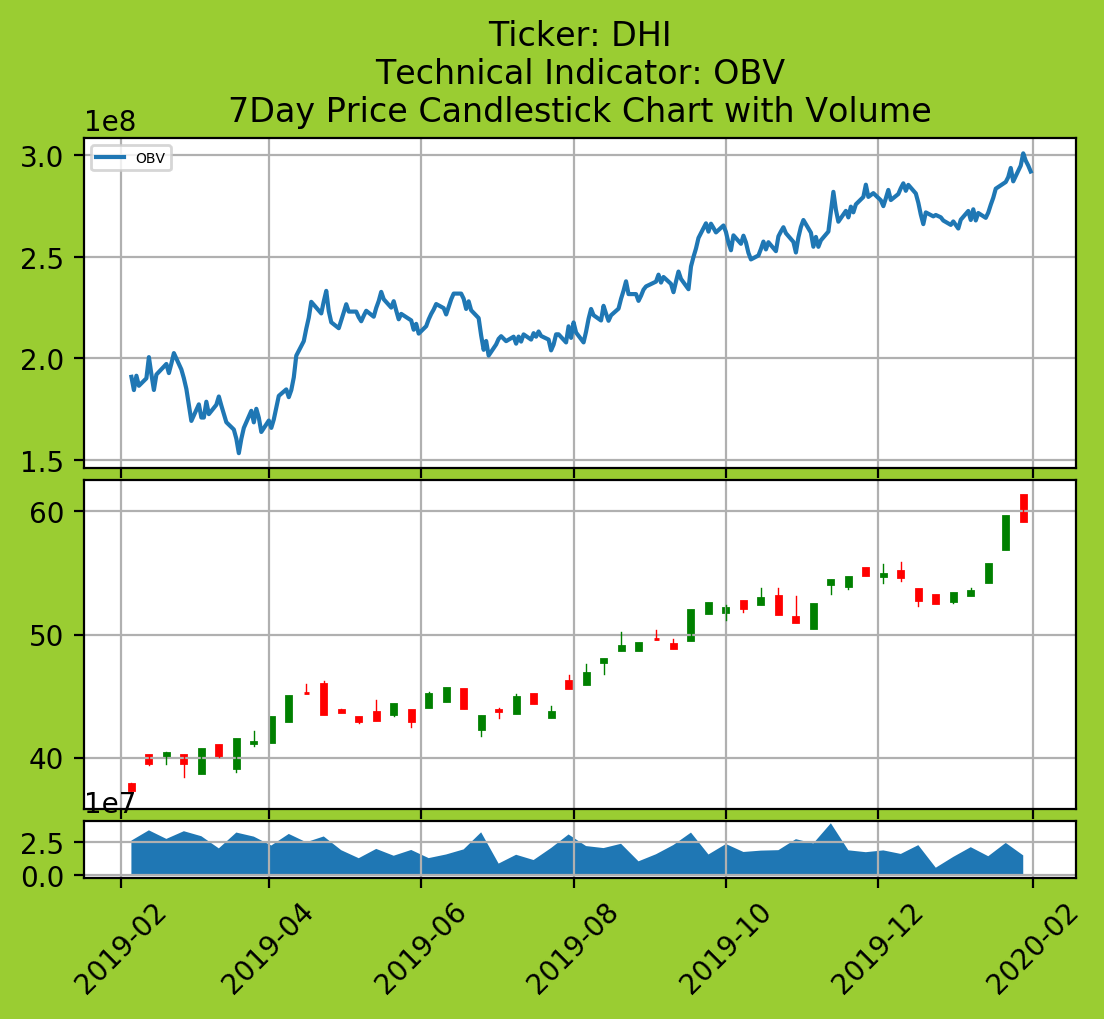 Ticker: DHI
Technical Indicator: OBV
7Day Price Candlestick Chart with Volume
1e8
OBV
3.0
2.5
2.0
1.5
60
50
40
1e7
2.5
0.0
2019-02
2019-04
2019-06
2019-08
2019-10
2019-12
2020-02